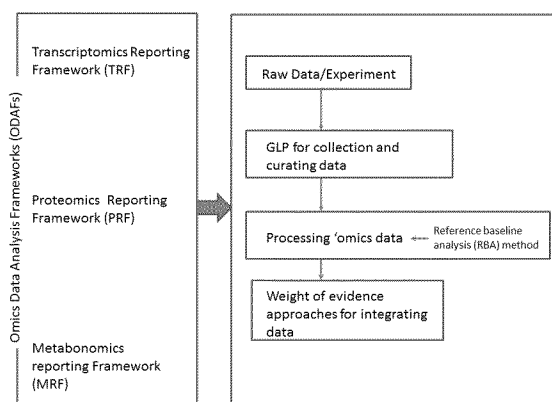 Omics Data Analysis Frameworks (ODAFs)
Transcriptomics Reporting
Framework (TRF)
Proteomics Reporting
Framework (PRF)
Metabonomics
reporting Framework
(MRF)
Raw Data/Experiment
GLP for collection and
curating data
Processing ‘omics data
Reference baseline
analysis (RBA) method
Weight of evidence
approaches for integrating
data